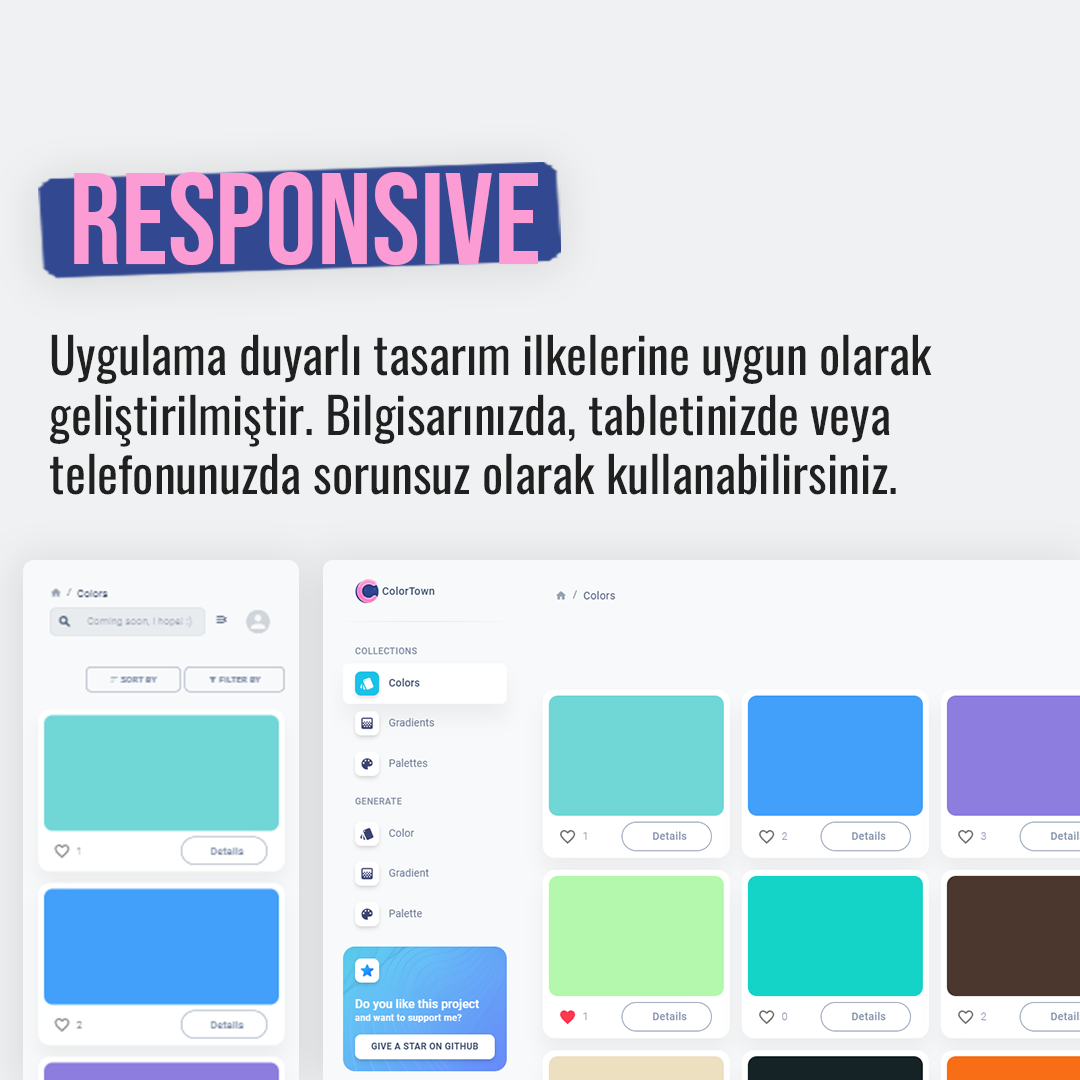 RESPONSIVE
Uygulama duyarlı tasarım ilkelerine uygun olarak
geliştirilmiştir. Bilgisarınızda, tabletinizde veya
telefonunuzda sorunsuz olarak kullanabilirsiniz.
/ Colors
Coming soon, I hope! :)
SORT BY
FILTER BY
1
Details
2
Details
ColorTown
COLLECTIONS
Colors
Gradients
Palettes
GENERATE
Color
Gradient
Palette
Do you like this project
and want to support me?
GIVE A STAR ON GITHUB
/ Colors
1 Details
2 Details
3 Detail
1 Details
0 Details
2 Detail